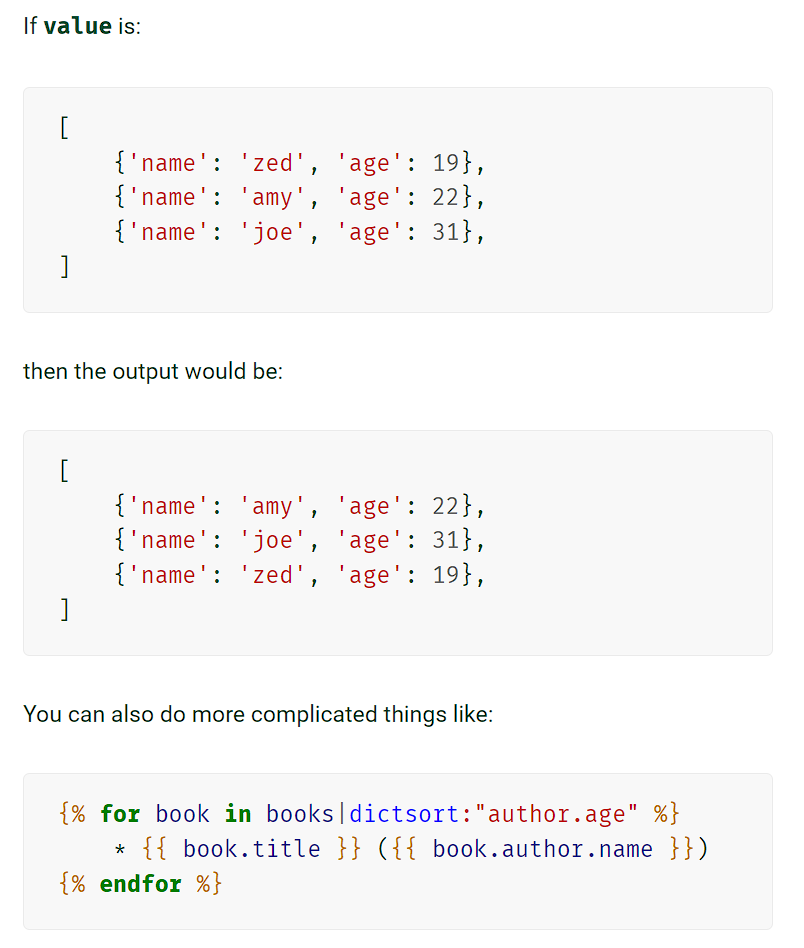 If value is:
[
    {'name': 'zed', 'age': 19},
    {'name': 'amy', 'age': 22},
    {'name': 'joe', 'age': 31},
]
then the output would be:
[
    {'name': 'amy', 'age': 22},
    {'name': 'joe', 'age': 31},
    {'name': 'zed', 'age': 19},
]
You can also do more complicated things like:
{% for book in books|dictsort:"author.age" %}
    * {{ book.title }} ({{ book.author.name }})
{% endfor %}